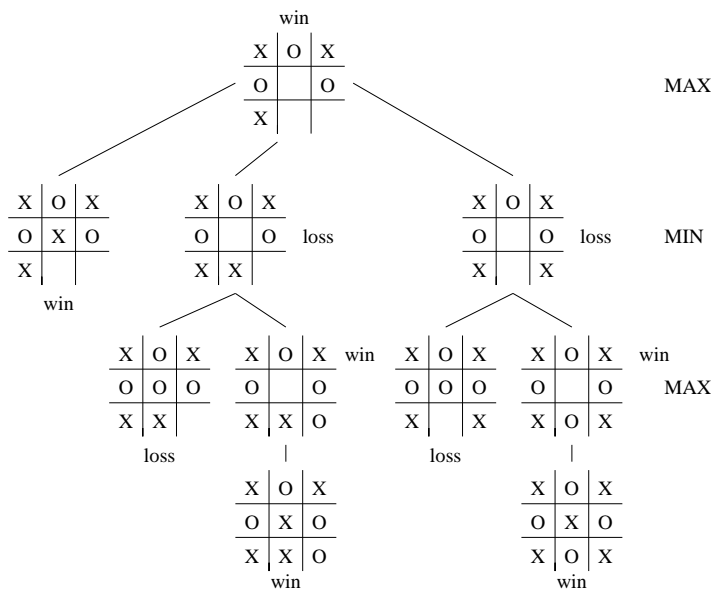 win
X O X
O O MAX
X
X O X X O X X O X
O X O O O loss O O loss MIN
X X X X X
win
X O X X O X win X O X X O X win
O O O O O O O O O O MAX
X X X X O X X X O X
loss loss
X O X X O X
O X O O X O
X X O X O X
win win